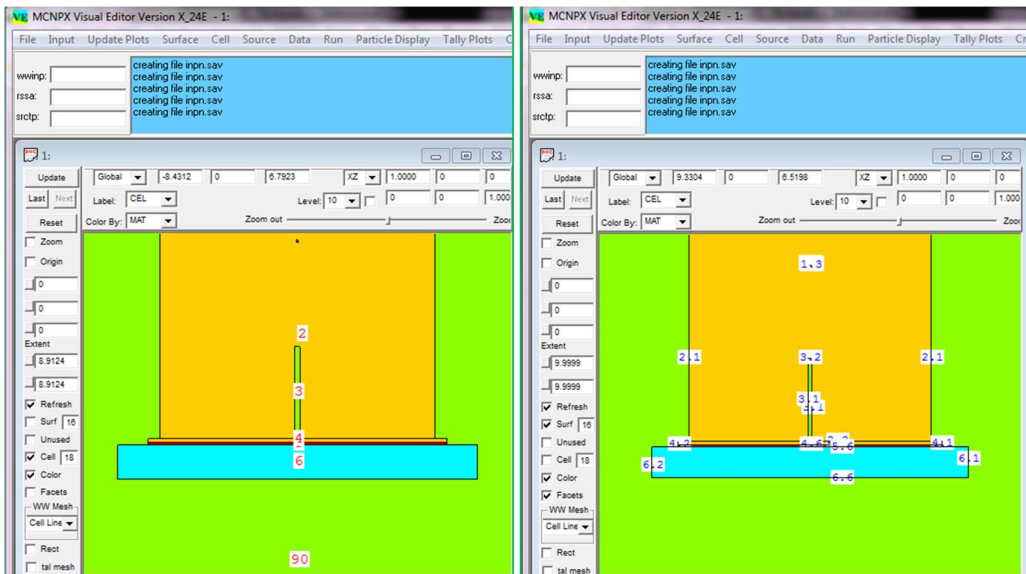 MCNPX Visual Editor Version X_24E - 1:
File Input Update Plots Surface Cell Source Data Run Particle Display Tally Plots C
wwinp:
rssa:
srctp:
creating file inpn.sav
creating file inpn.sav
creating file inpn.sav
creating file inpn.sav
creating file inpn.sav
1:
Update Global -8.4312 0 6.7923 XZ 1.0000 0 0
Last Next Label: CEL Level: 10 0 0 1.000
Reset Color By: MAT Zoom out Zoo
Zoom
Origin
0
0
0
Extent
8.9124
8.9124
Refresh
Surf 16
Unused
Cell 18
Color
Facets
WW Mesh
Cell Line
Rect
tal mesh
2
3
4
6
90
MCNPX Visual Editor Version X_24E - 1:
File Input Update Plots Surface Cell Source Data Run Particle Display Tally Plots Cr
wwinp:
rssa:
srctp:
creating file inpn.sav
creating file inpn.sav
creating file inpn.sav
creating file inpn.sav
creating file inpn.sav
1:
Update Global 9.3304 0 6.5198 XZ 1.0000 0 0
Last Next Label: CEL Level: 10 0 0 1.000
Reset Color By: MAT Zoom out Zoo
Zoom
Origin
0
0
0
Extent
9.9999
9.9999
Refresh
Surf 16
Unused
Cell 18
Color
Facets
WW Mesh
Cell Line
Rect
tal mesh
1.3
2.1 3.2 2.1
3.1
4.2 4.6 5.6 4.1
6.2 6.1
6.6